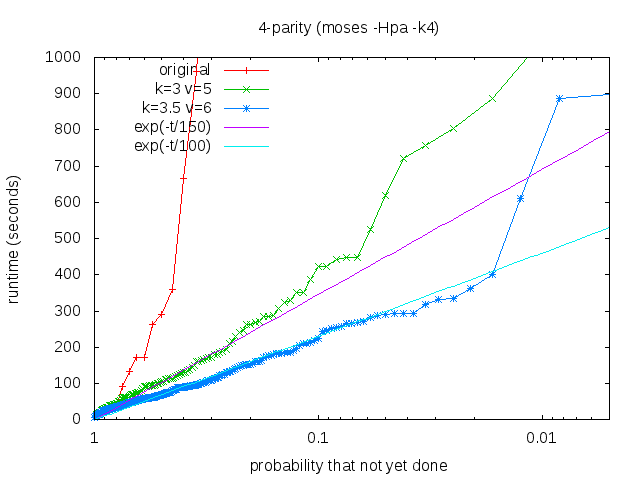 4-parity (moses -Hpa -k4)
1000
900
800
700
600
500
400
300
200
100
0
runtime (seconds)
original
k=3 v=5
k=3.5 v=6
exp(-t/150)
exp(-t/100)
1
0.1
0.01
probability that not yet done